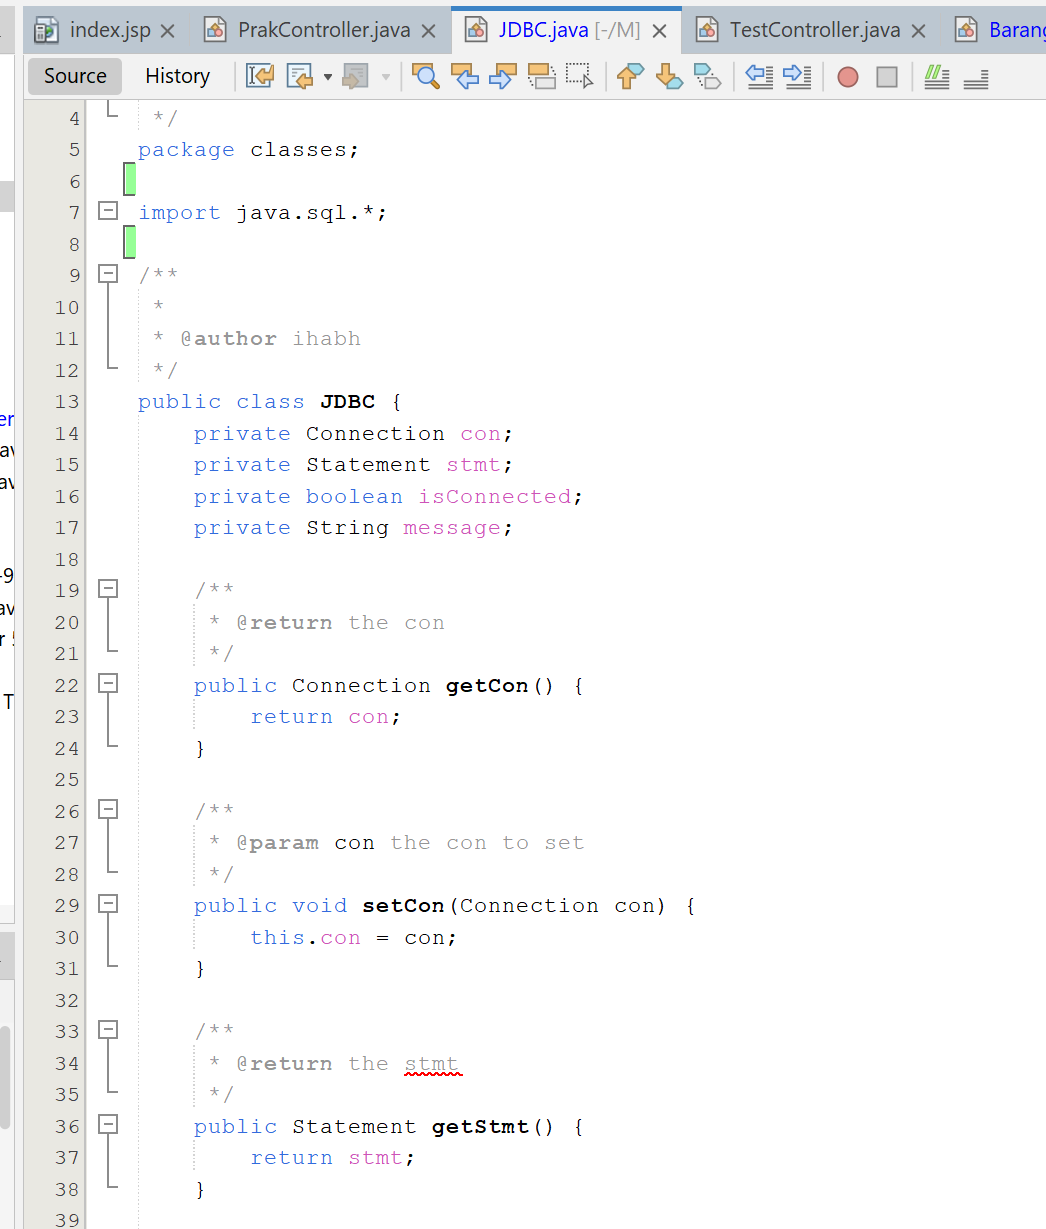 index.jsp PrakController.java JDBC.java [-/M] TestController.java Barang
Source History
4 */
5 package classes;
6
7 import java.sql.*;
8
9 /**
10 *
11 * @author ihabh
12 */
13 public class JDBC {
14 private Connection con;
15 private Statement stmt;
16 private boolean isConnected;
17 private String message;
18
19 /**
20 * @return the con
21 */
22 public Connection getCon() {
23 return con;
24 }
25
26 /**
27 * @param con the con to set
28 */
29 public void setCon(Connection con) {
30 this.con = con;
31 }
32
33 /**
34 * @return the stmt
35 */
36 public Statement getStmt() {
37 return stmt;
38 }
39